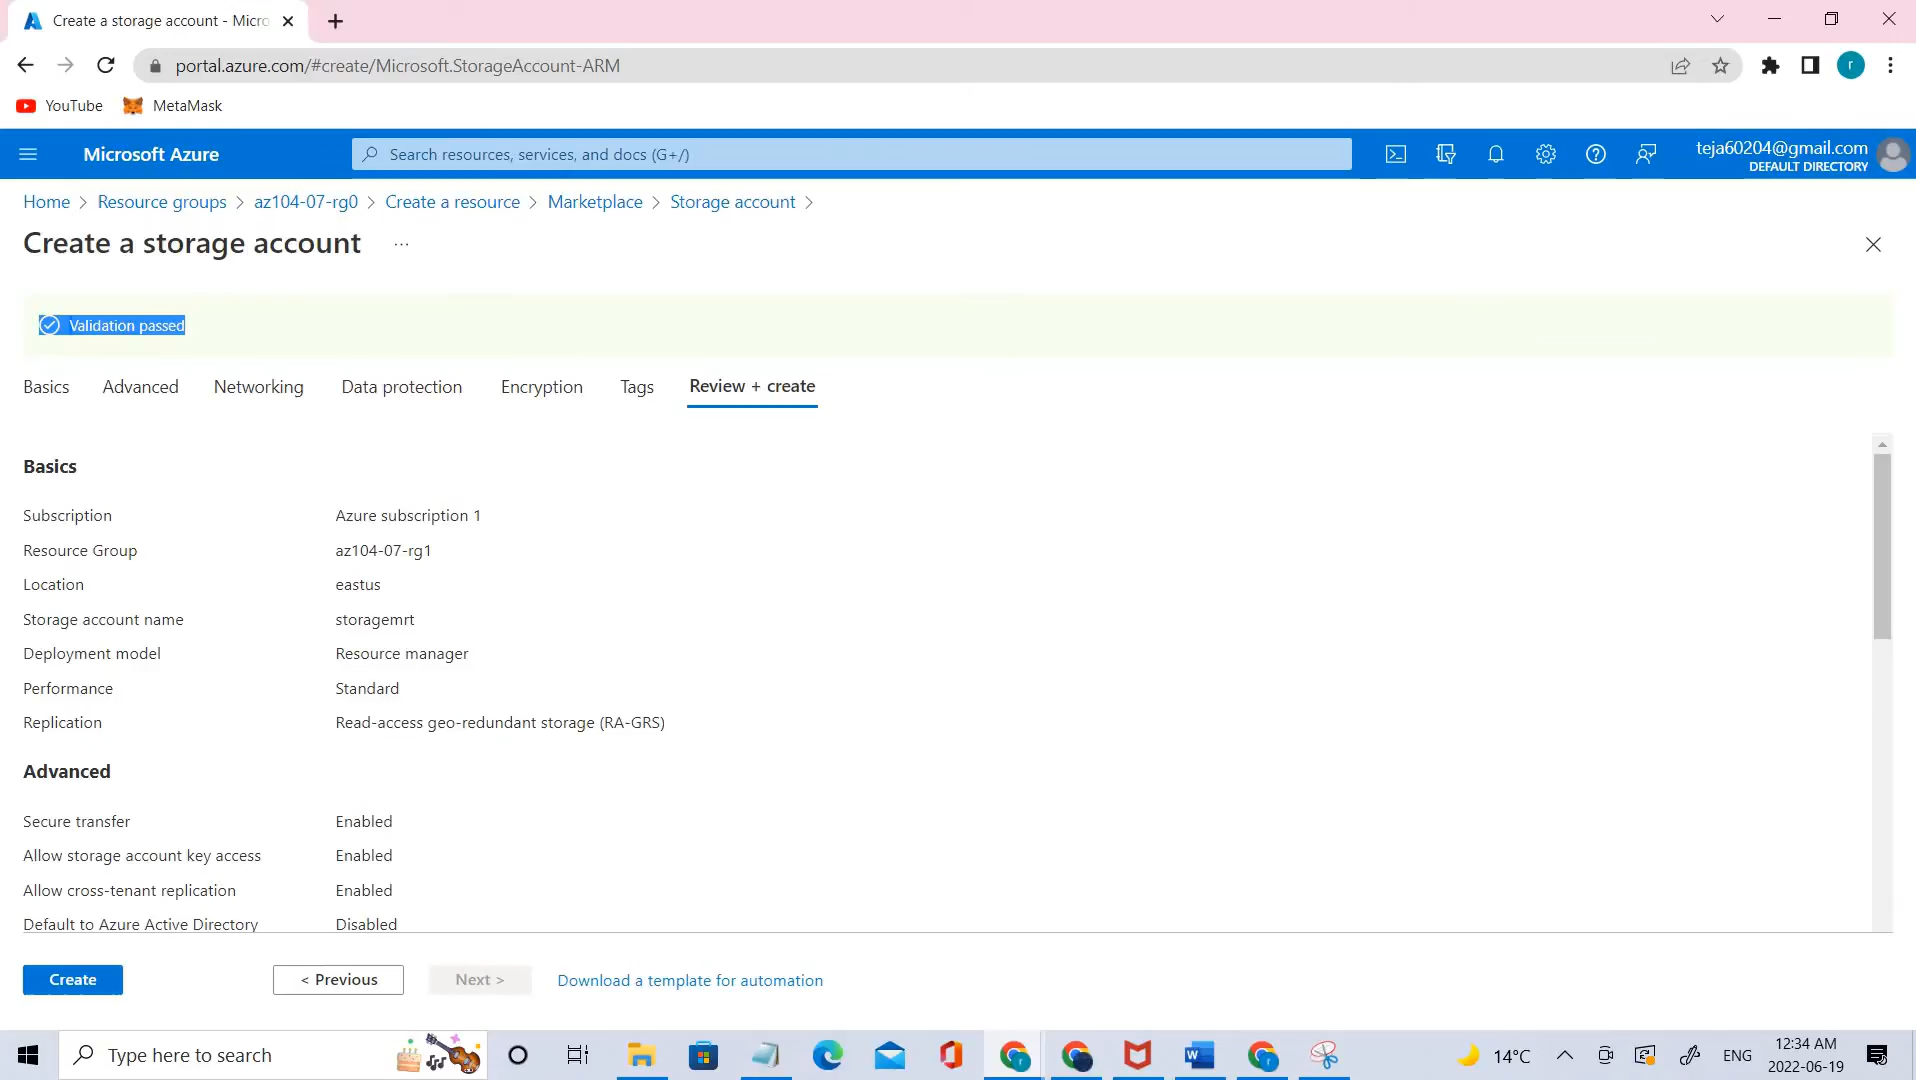 Create a storage account - Micro
portal.azure.com/#create/Microsoft.StorageAccount-ARM
r
YouTube
MetaMask
Microsoft Azure
Search resources, services, and docs (G+/)
teja60204@gmail.com
DEFAULT DIRECTORY
Home > Resource groups > az104-07-rg0 > Create a resource > Marketplace > Storage account >
Create a storage account ...
Validation passed
Basics Advanced Networking Data protection Encryption Tags Review + create
Basics
Subscription Azure subscription 1
Resource Group az104-07-rg1
Location eastus
Storage account name storagemrt
Deployment model Resource manager
Performance Standard
Replication Read-access geo-redundant storage (RA-GRS)
Advanced
Secure transfer Enabled
Allow storage account key access Enabled
Allow cross-tenant replication Enabled
Default to Azure Active Directory Disabled
Create < Previous Next > Download a template for automation
Type here to search
14°C
ENG
12:34 AM
2022-06-19